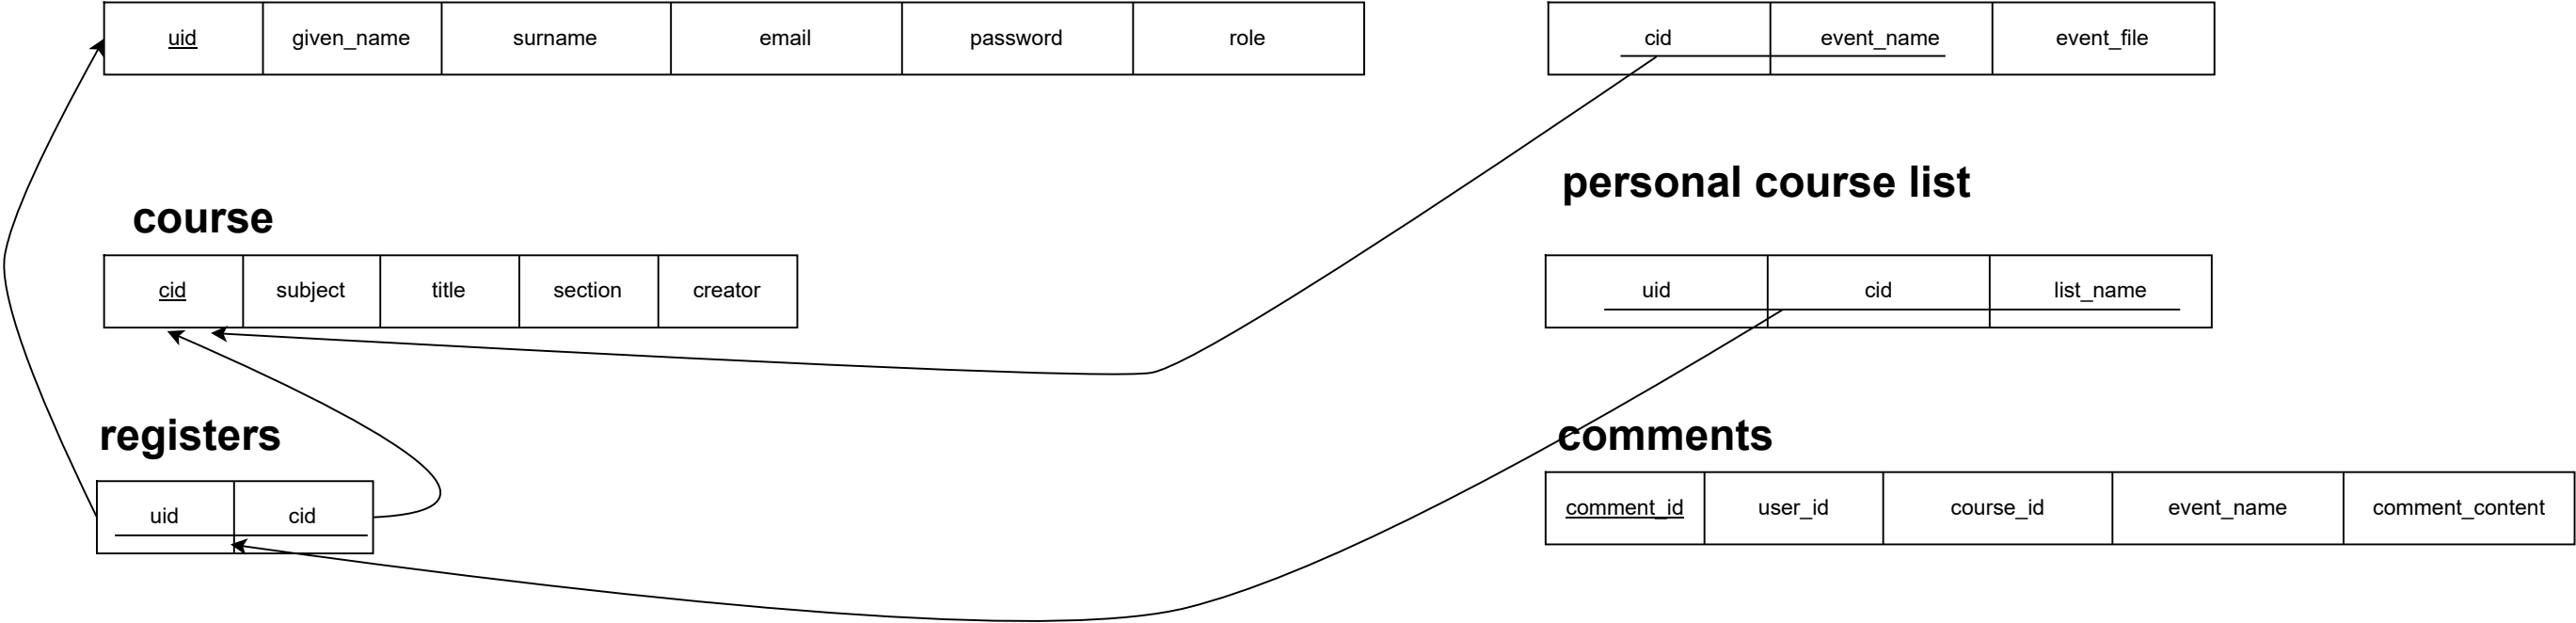 uid given_name surname email password role
cid event_name event_file
personal course list
course
uid cid list_name
cid subject title section creator
registers
comments
uid cid
comment_id user_id course_id event_name comment_content